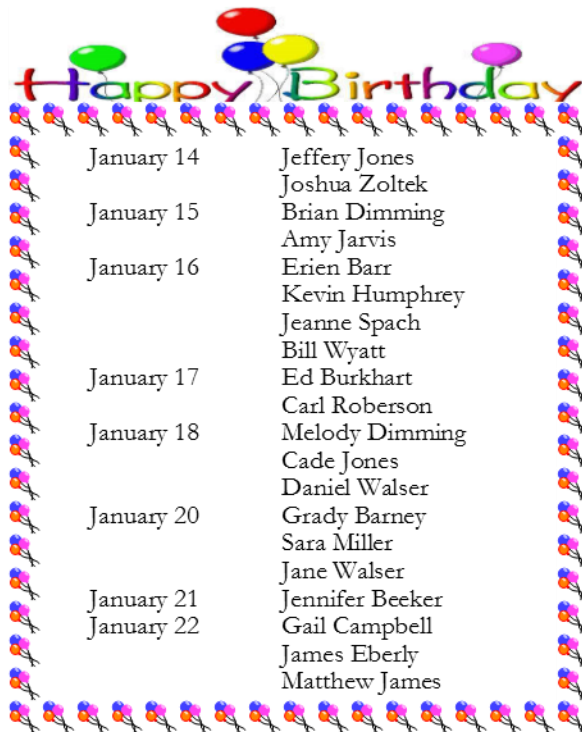 Happy Birthday
January 14 Jeffery Jones
Joshua Zoltek
January 15 Brian Dimming
Amy Jarvis
January 16 Erien Barr
Kevin Humphrey
Jeanne Spach
Bill Wyatt
January 17 Ed Burkhart
Carl Roberson
January 18 Melody Dimming
Cade Jones
Daniel Walser
January 20 Grady Barney
Sara Miller
Jane Walser
January 21 Jennifer Beeker
January 22 Gail Campbell
James Eberly
Matthew James